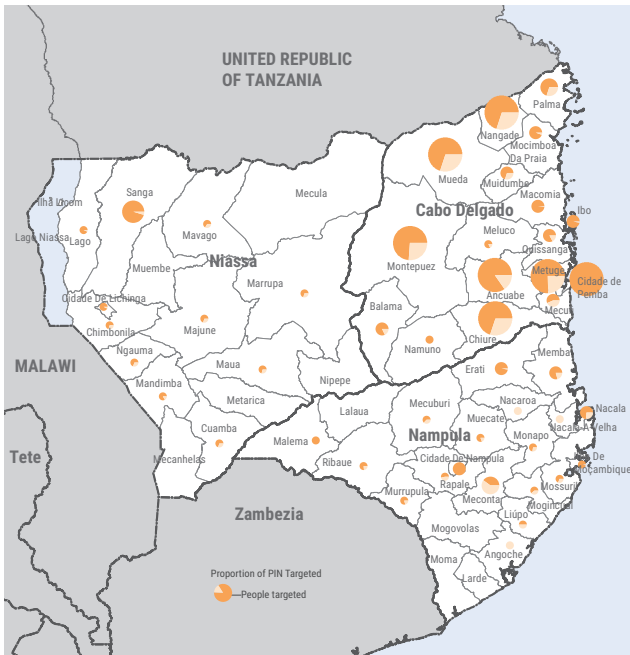 UNITED REPUBLIC
OF TANZANIA
Palma
Nangade
Mocimboa
Da Praia
Mueda
Muidumbe
Sanga
Mecula
Macomia
Ibo
Cabo Delgado
Lago Niassa
Lago
Mavago
Meluco
Quissanga
Niassa
Muembe
Montepuez
Metuge
Marrupa
Ancuabe
Cidade de
Pemba
Cidade De Lichinga
Mecufi
Balama
Chimbonila
Majune
Chiure
Namuno
Ngauma
Memba
MALAWI
Maua
Erati
Nipepe
Mandimba
Metarica
Mecuburi
Nacaroa
Lalaua
Nacala
Muecate
Nacala-A-Velha
Cuamba
Nampula
Monapo
Malema
Mecanhelas
Tete
Cidade De Nampula
De
Moçambique
Ribaue
Rapale
Mossuril
Meconta
Murrupula
Mogincual
Zambezia
Liúpo
Mogovolas
Angoche
Moma
Larde
Proportion of PIN Targeted
People targeted